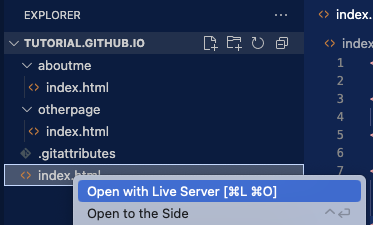 EXPLORER
index.
TUTORIAL.GITHUB.IO
index
aboutme
index.html
otherpage
index.html
.gitattributes
index.html
Open with Live Server [⌘L ⌘O]
Open to the Side ^↩
1
2
3
4
5
6
7